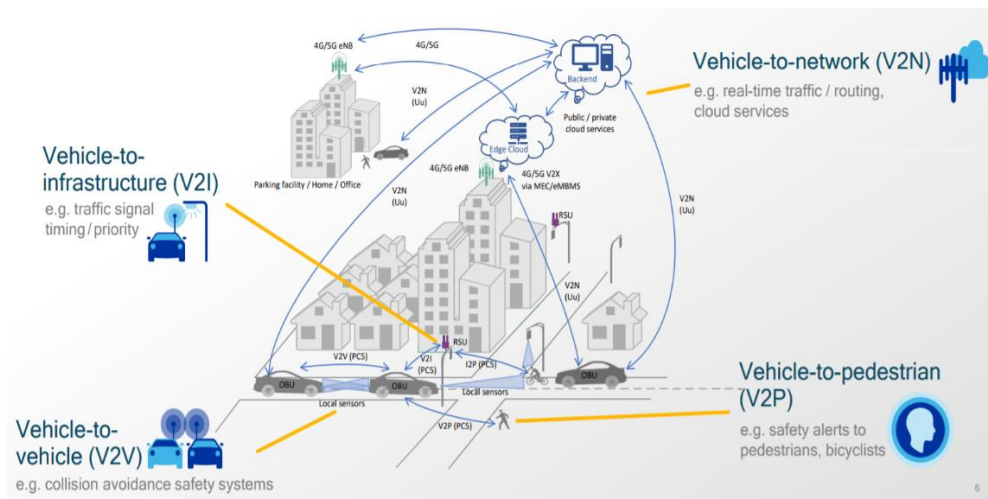 4G/5G eNB
4G/5G
Backend
V2N
(Uu)
Public / private
cloud services
Edge Cloud
Vehicle-to-network (V2N)
e.g. real-time traffic / routing,
cloud services
Vehicle-to-
infrastructure (V2I)
e.g. traffic signal
timing/priority
Parking facility / Home / Office
4G/5G eNB
4G/5G V2X
via MEC/eMBMS
V2N
(Uu)
V2N
(Uu)
RSU
V2N
(Uu)
RSU
V2V (PC5)
V2I
(PC5)
I2P (PC5)
OBU
OBU
OBU
Local sensors
Local sensors
V2P (PC5)
Vehicle-to-pedestrian
(V2P)
e.g. safety alerts to
pedestrians, bicyclists
Vehicle-to-
vehicle (V2V)
e.g. collision avoidance safety systems
6